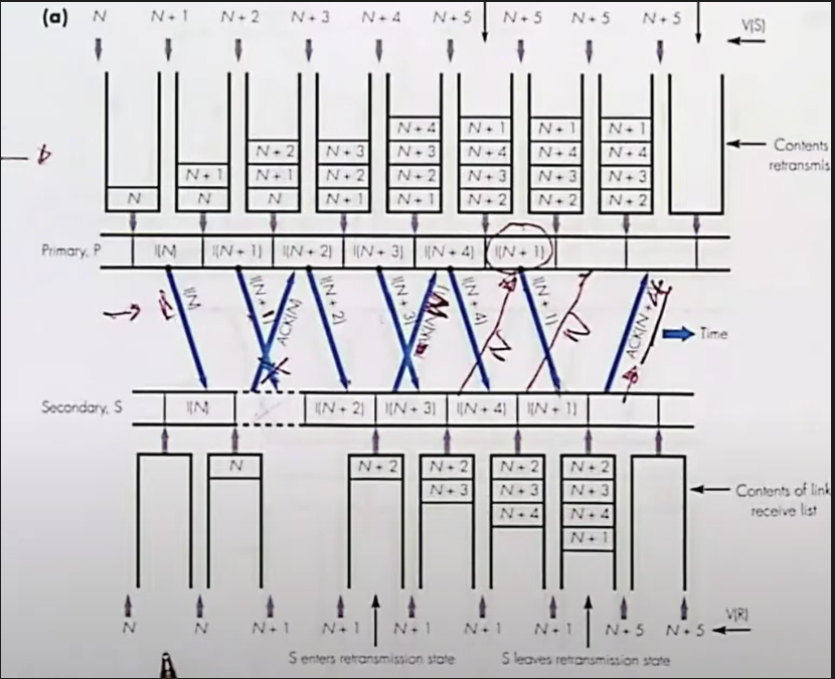 (a) N N + 1 N + 2 N + 3 N + 4 N + 5 N + 5 N + 5 N + 5
V(S)
N + 4 N + 1 N + 1 N + 1
N + 2 N + 3 N + 3 N + 4 N + 4 N + 4
Contents
N + 1 N + 1 N + 2 N + 2 N + 3 N + 3 N + 3
retransmis
N N N N + 1 N + 1 N + 2 N + 2 N + 2
Primary, P I(N) I(N + 1) I(N + 2) I(N + 3) I(N + 4) I(N + 1)
I(N) I(N + 1) ACK(N) I(N + 2) I(N + 3) I(N + 4) N I(N + 1) N ACK(N +
Time
Secondary, S I(N) I(N + 2) I(N + 3) I(N + 4) I(N + 1)
N N + 2 N + 2 N + 2 N + 2
N + 3 N + 3 N + 3
Contents of link
N + 4 N + 4
receive list
N + 1
V(R)
N N N + 1 N + 1 N + 1 N + 1 N + 1 N + 5 N + 5
S enters retransmission state S leaves retransmission state